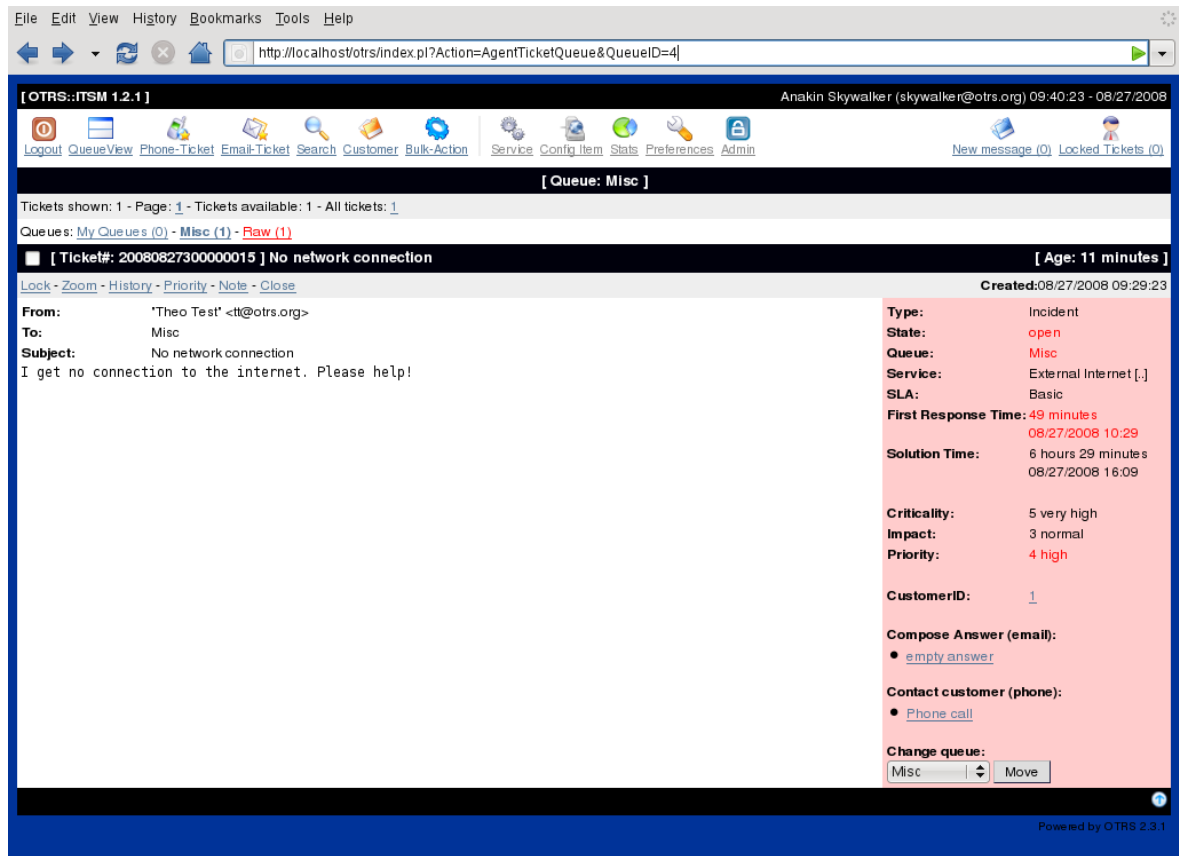 File Edit View History Bookmarks Tools Help
http://localhost/otrs/index.pl?Action=AgentTicketQueue&QueueID=4
[ OTRS::ITSM 1.2.1 ] Anakin Skywalker (skywalker@otrs.org) 09:40:23 - 08/27/2008
Logout QueueView Phone-Ticket Email-Ticket Search Customer Bulk-Action Service Config Item Stats Preferences Admin New message (0) Locked Tickets (0)
[ Queue: Misc ]
Tickets shown: 1 - Page: 1 - Tickets available: 1 - All tickets: 1
Queues: My Queues (0) - Misc (1) - Raw (1)
[ Ticket#: 20080827300000015 ] No network connection [ Age: 11 minutes ]
Lock - Zoom - History - Priority - Note - Close Created:08/27/2008 09:29:23
From: "Theo Test" <tt@otrs.org>
To: Misc
Subject: No network connection
I get no connection to the internet. Please help!
Type: Incident
State: open
Queue: Misc
Service: External Internet [..]
SLA: Basic
First Response Time: 49 minutes
08/27/2008 10:29
Solution Time: 6 hours 29 minutes
08/27/2008 16:09
Criticality: 5 very high
Impact: 3 normal
Priority: 4 high
CustomerID: 1
Compose Answer (email):
empty answer
Contact customer (phone):
Phone call
Change queue:
Misc Move
Powered by OTRS 2.3.1